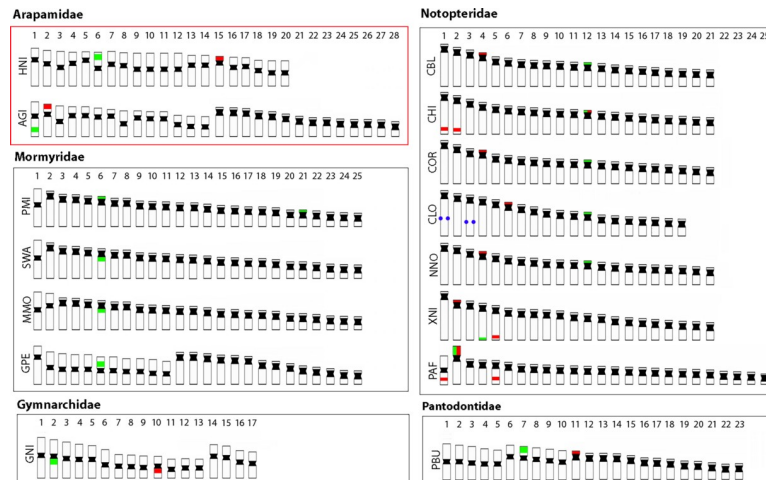 Arapamidae
1 2 3 4 5 6 7 8 9 10 11 12 13 14 15 16 17 18 19 20 21 22 23 24 25 26 27 28
HNI
AGI
Mormyridae
1 2 3 4 5 6 7 8 9 10 11 12 13 14 15 16 17 18 19 20 21 22 23 24 25
PMI
SWA
MMO
GPE
Gymnarchidae
1 2 3 4 5 6 7 8 9 10 11 12 13 14 15 16 17
GNI
Notopteridae
1 2 3 4 5 6 7 8 9 10 11 12 13 14 15 16 17 18 19 20 21 22 23 24
CBL
CHI
COR
CLO
NNO
XNI
PAF
Pantodontidae
1 2 3 4 5 6 7 8 9 10 11 12 13 14 15 16 17 18 19 20 21 22 23
PBU